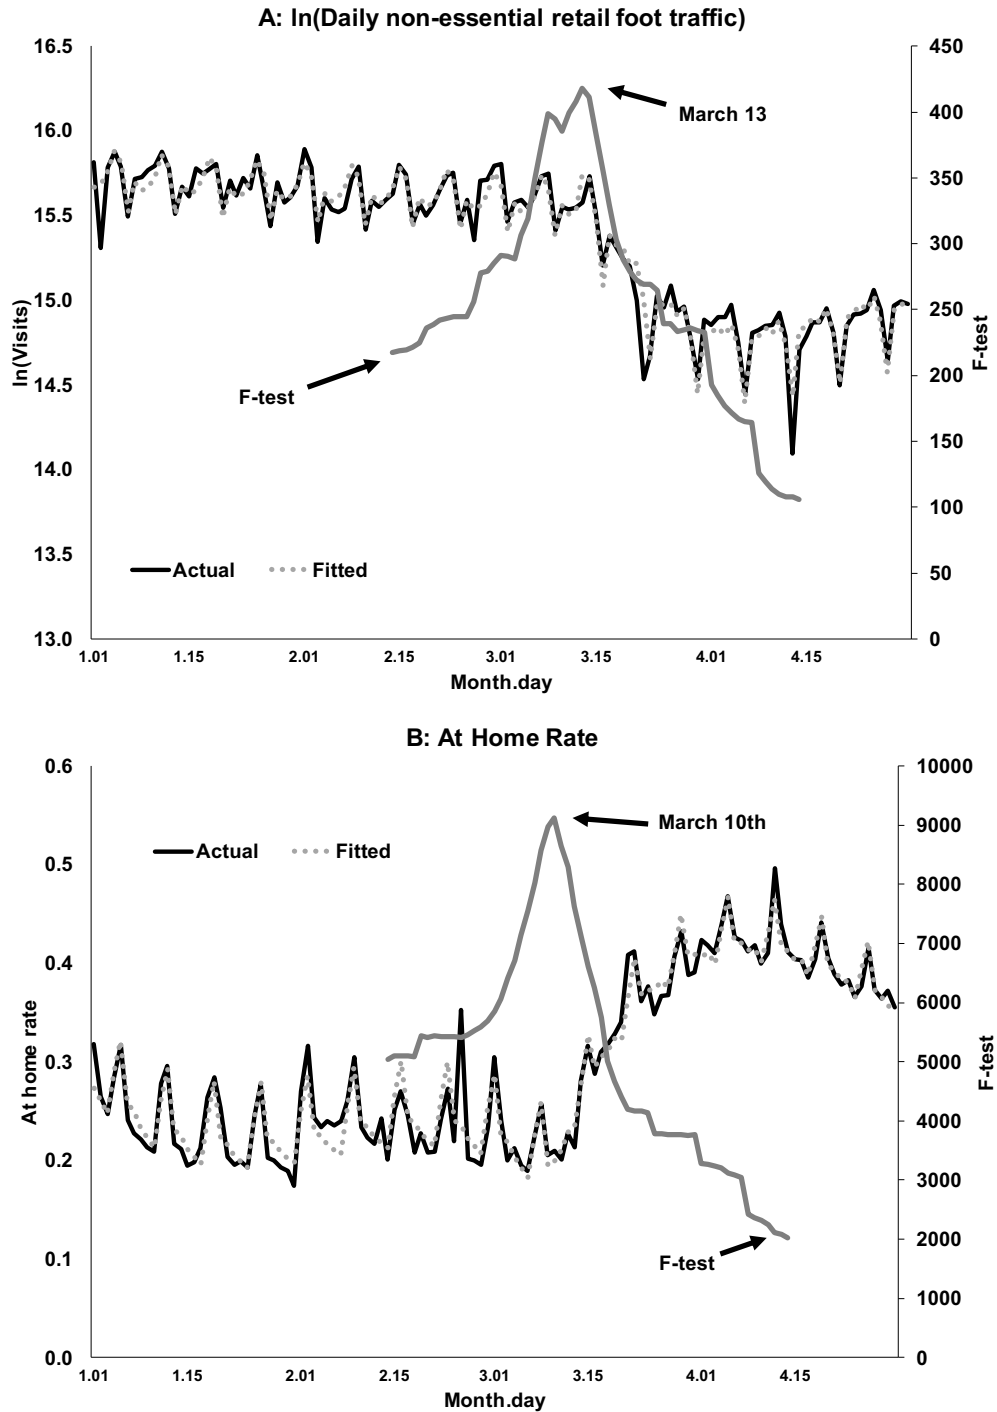 A: ln(Daily non-essential retail foot traffic)
16.5
16.0
15.5
15.0
14.5
14.0
13.5
13.0
ln(Visits)
450
400
350
300
250
200
150
100
50
0
F-test
March 13
F-test
Actual Fitted
1.01 1.15 2.01 2.15 3.01 3.15 4.01 4.15
Month.day
B: At Home Rate
0.6
0.5
0.4
0.3
0.2
0.1
0.0
At home rate
10000
9000
8000
7000
6000
5000
4000
3000
2000
1000
0
F-test
March 10th
Actual Fitted
F-test
1.01 1.15 2.01 2.15 3.01 3.15 4.01 4.15
Month.day